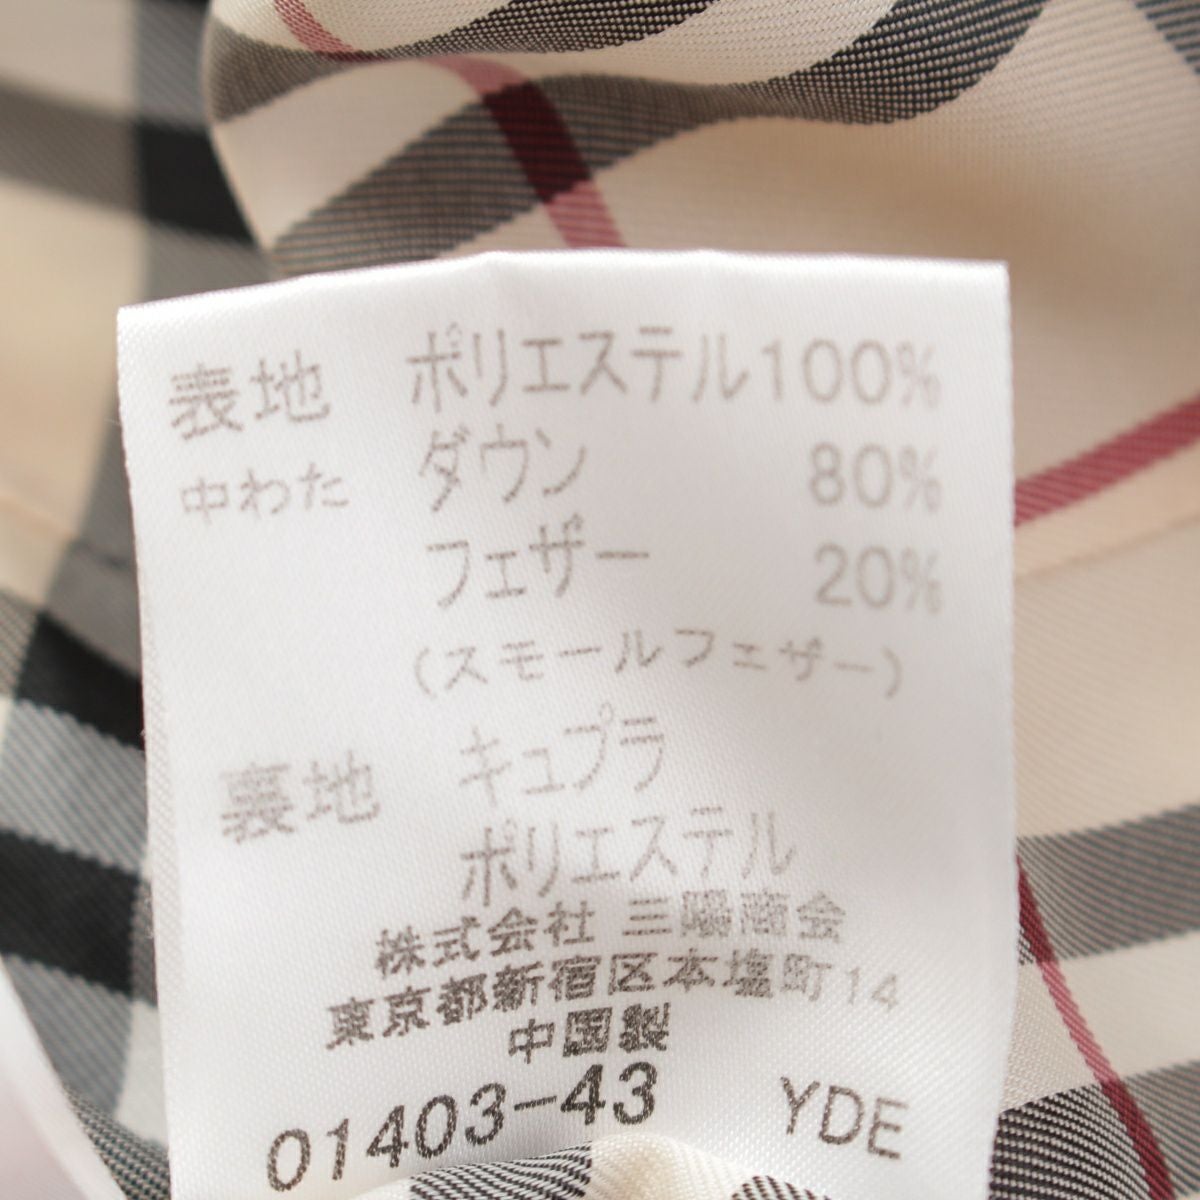 表地 ポリエステル100%
中わた ダウン 80%
フェザー 20%
(スモールフェザー)
裏地 キュプラ
ポリエステル
株式会社 三陽商会
東京都新宿区本塩町14
中国製
01403-43 YDE